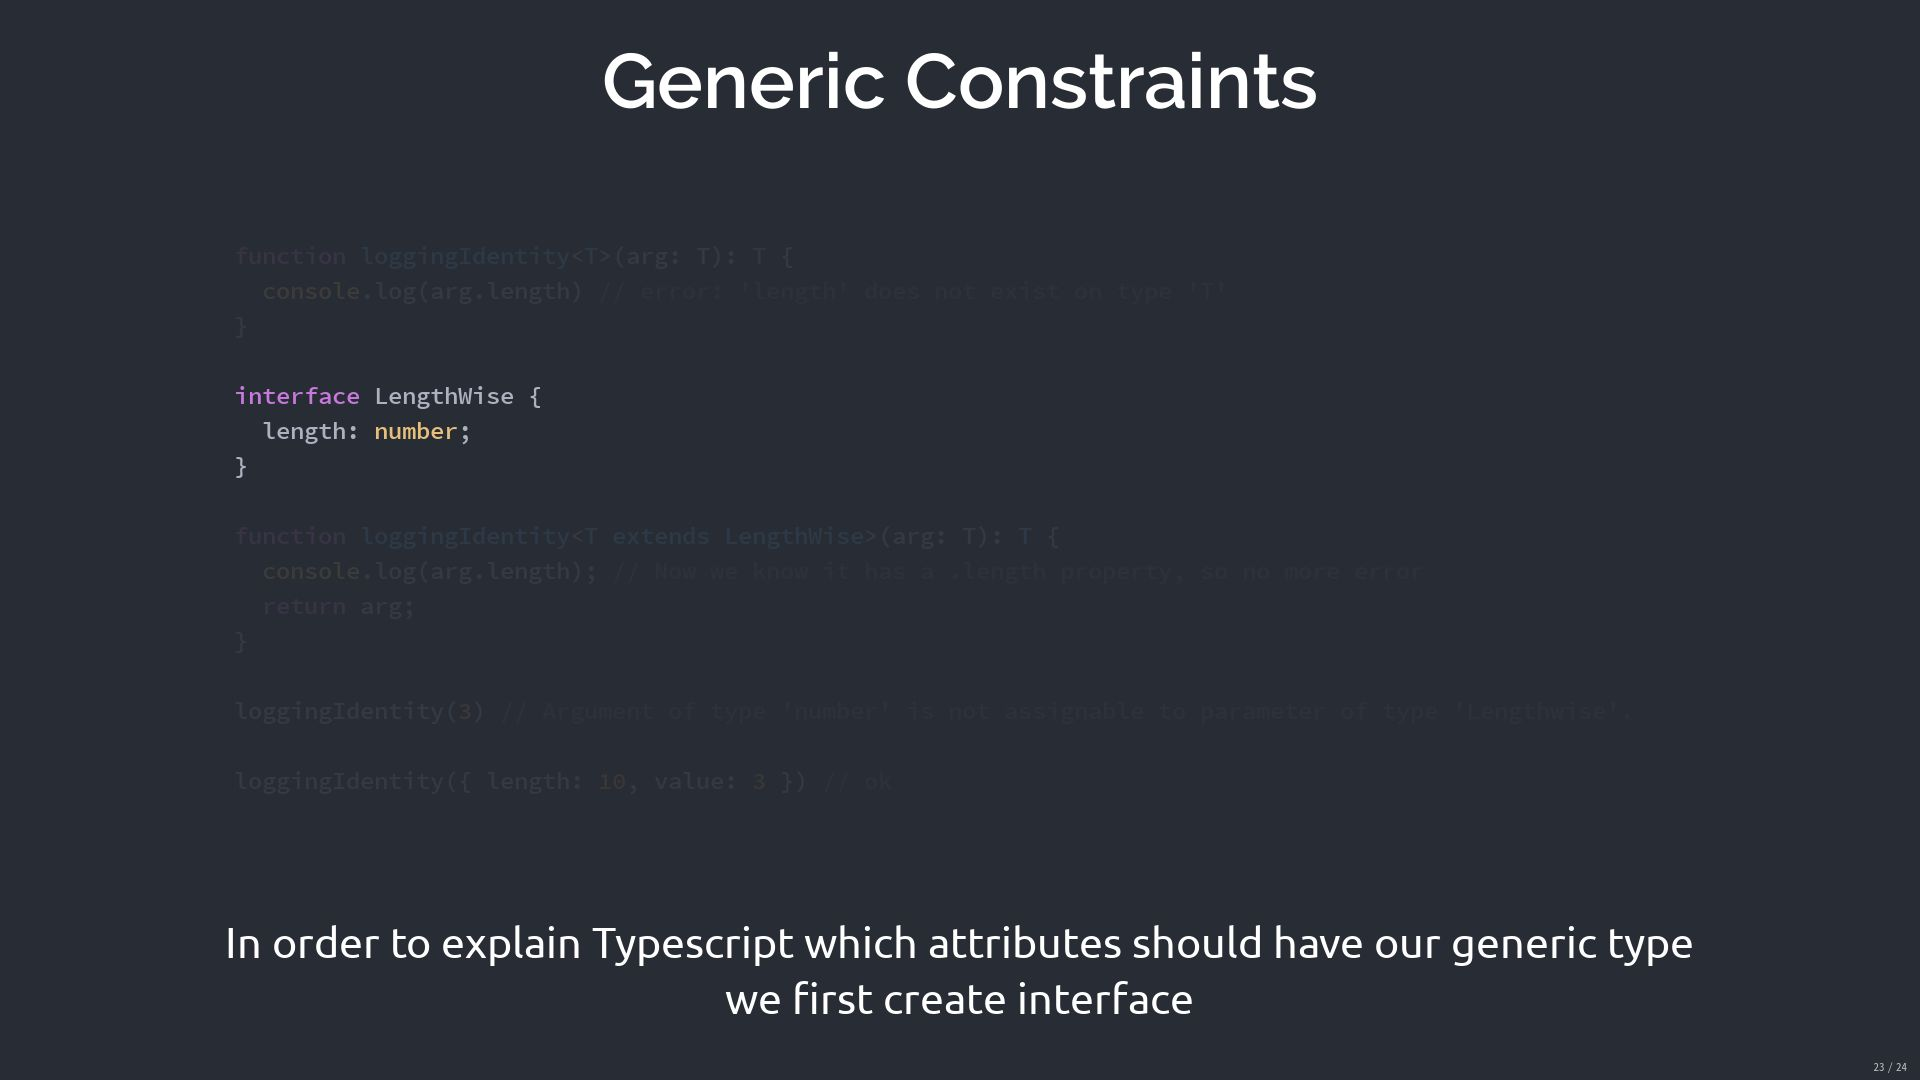 Generic Constraints
function loggingIdentity<T>(arg: T): T {
  console.log(arg.length) // error: 'length' does not exist on type 'T'
}
interface LengthWise {
  length: number;
}
function loggingIdentity<T extends LengthWise>(arg: T): T {
  console.log(arg.length); // Now we know it has a .length property, so no more error
  return arg;
}
loggingIdentity(3) // Argument of type 'number' is not assignable to parameter of type 'Lengthwise'.
loggingIdentity({ length: 10, value: 3 }) // ok
In order to explain Typescript which attributes should have our generic type
we first create interface
23 / 24